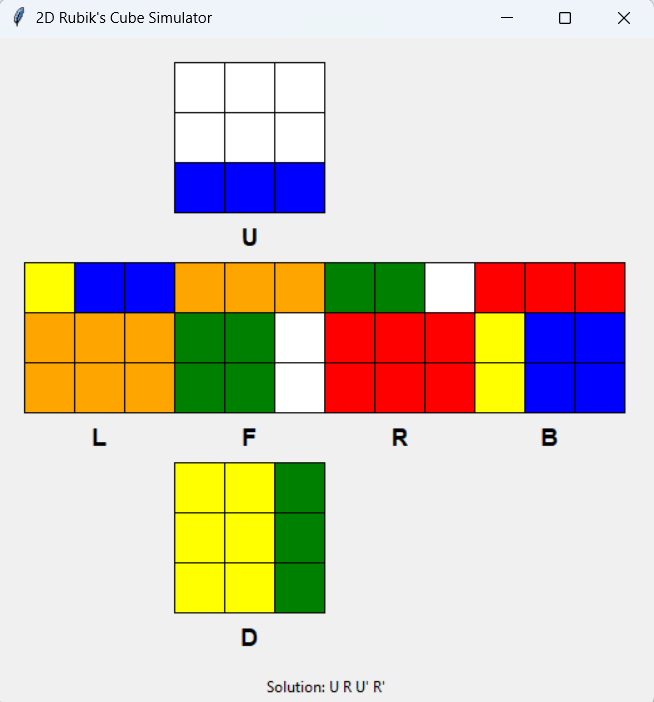 2D Rubik's Cube Simulator
U
L F R B
D
Solution: U R U' R'